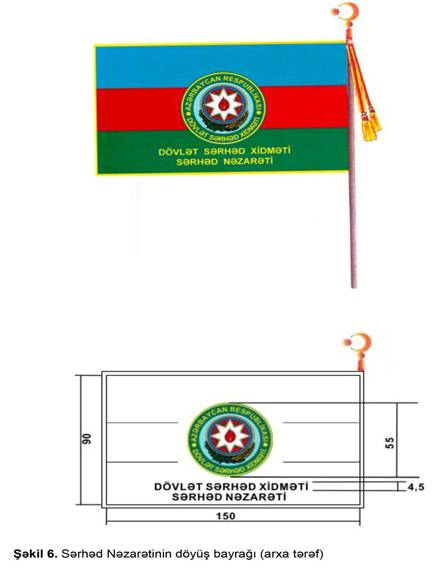 AZƏRBAYCAN RESPUBLİKASI
DÖVLƏT SƏRHƏD XİDMƏTİ
DÖVLƏT SƏRHƏD XİDMƏTİ
SƏRHƏD NƏZARƏTİ
AZƏRBAYCAN RESPUBLİKASI
DÖVLƏT SƏRHƏD XİDMƏTİ
90
55
DÖVLƏT SƏRHƏD XİDMƏTİ
4,5
SƏRHƏD NƏZARƏTİ
150
Şəkil 6. Sərhəd Nəzarətinin döyüş bayrağı (arxa tərəf)